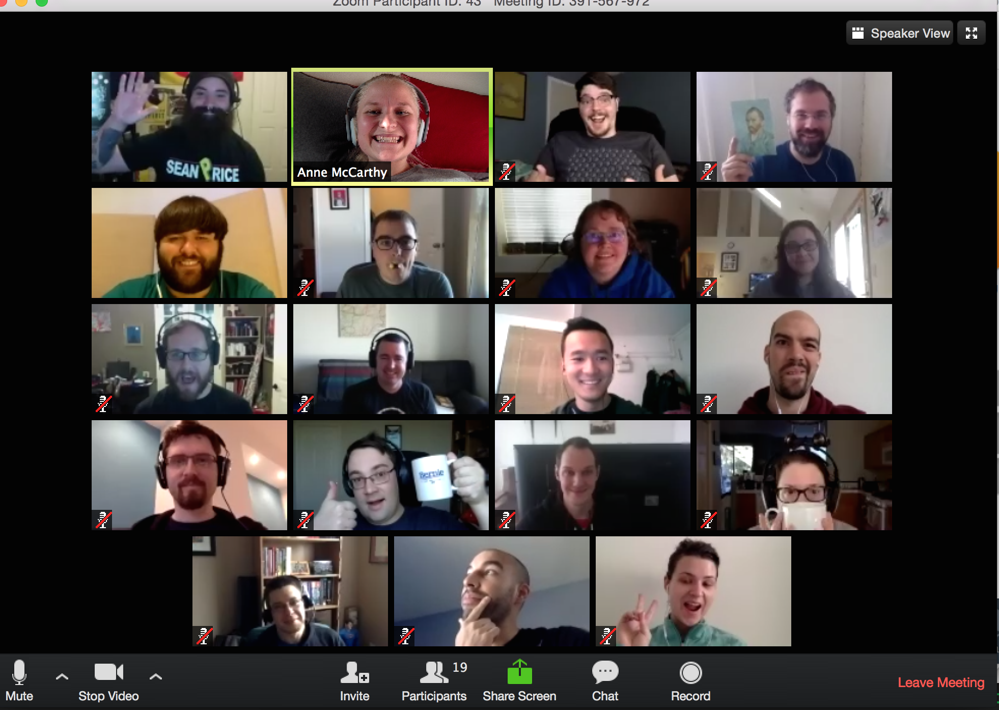 Zoom Participant ID: 43 Meeting ID: 391-567-972
Speaker View
SEAN PRICE
Anne McCarthy
Bernie
19
Mute
Stop Video
Invite
Participants
Share Screen
Chat
Record
Leave Meeting